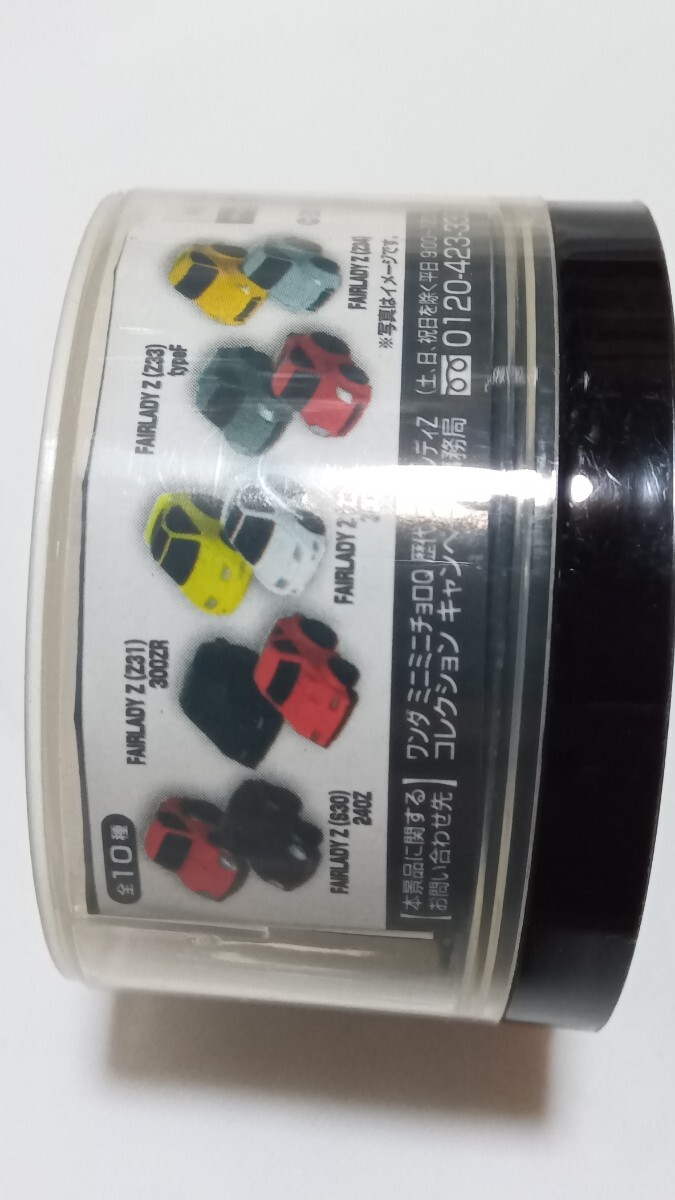 全10種
FAIRLADY Z (S30)
240Z
FAIRLADY Z (Z31)
300ZR
FAIRLADY Z
FAIRLADY Z (Z33)
typeF
FAIRLADY Z (Z34)
※写真はイメージです。
【本景品に関する】
【お問い合わせ先】
ワンダ ミニミニチョロQ 歴代 ディZ
コレクション キャンペ 務局
(土、日、祝日を除く平日 9:00~
0120-423-33